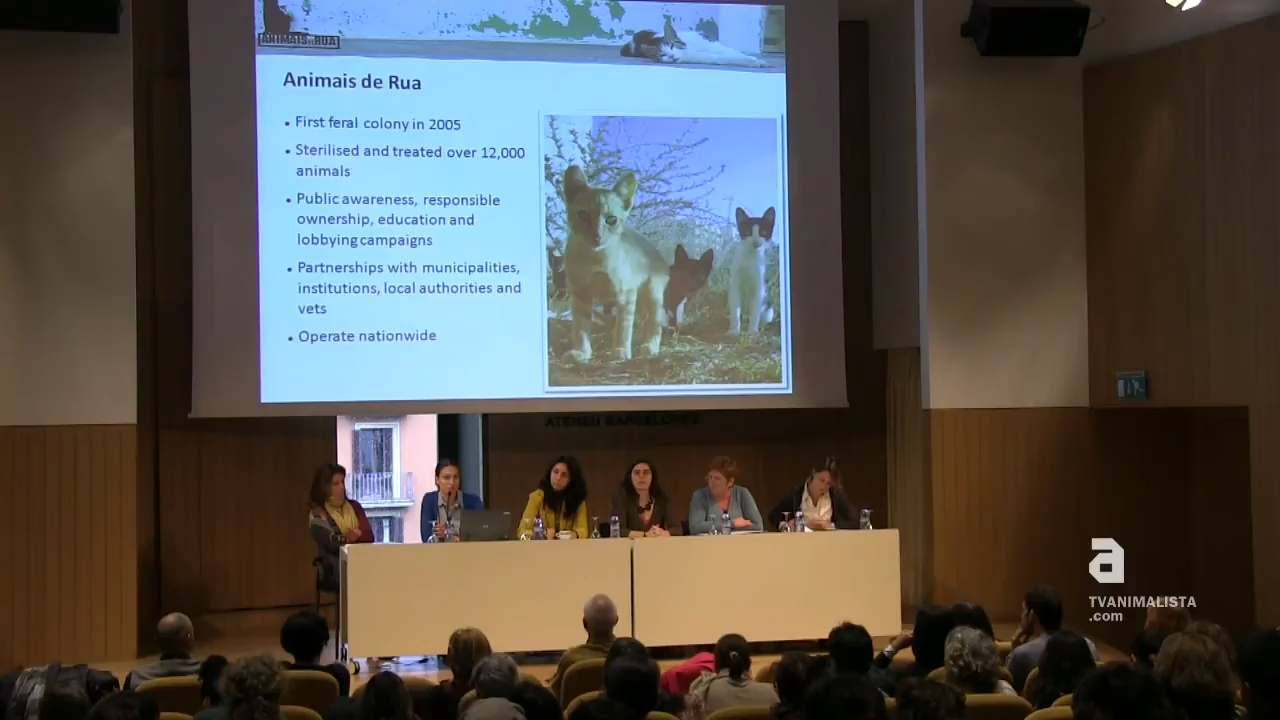 ANIMAIS DE RUA
Animais de Rua
• First feral colony in 2005
• Sterilised and treated over 12,000
animals
• Public awareness, responsible
ownership, education and
lobbying campaigns
• Partnerships with municipalities,
institutions, local authorities and
vets
• Operate nationwide
ATENEU BARCELONÈS
a
TVANIMALISTA
.com